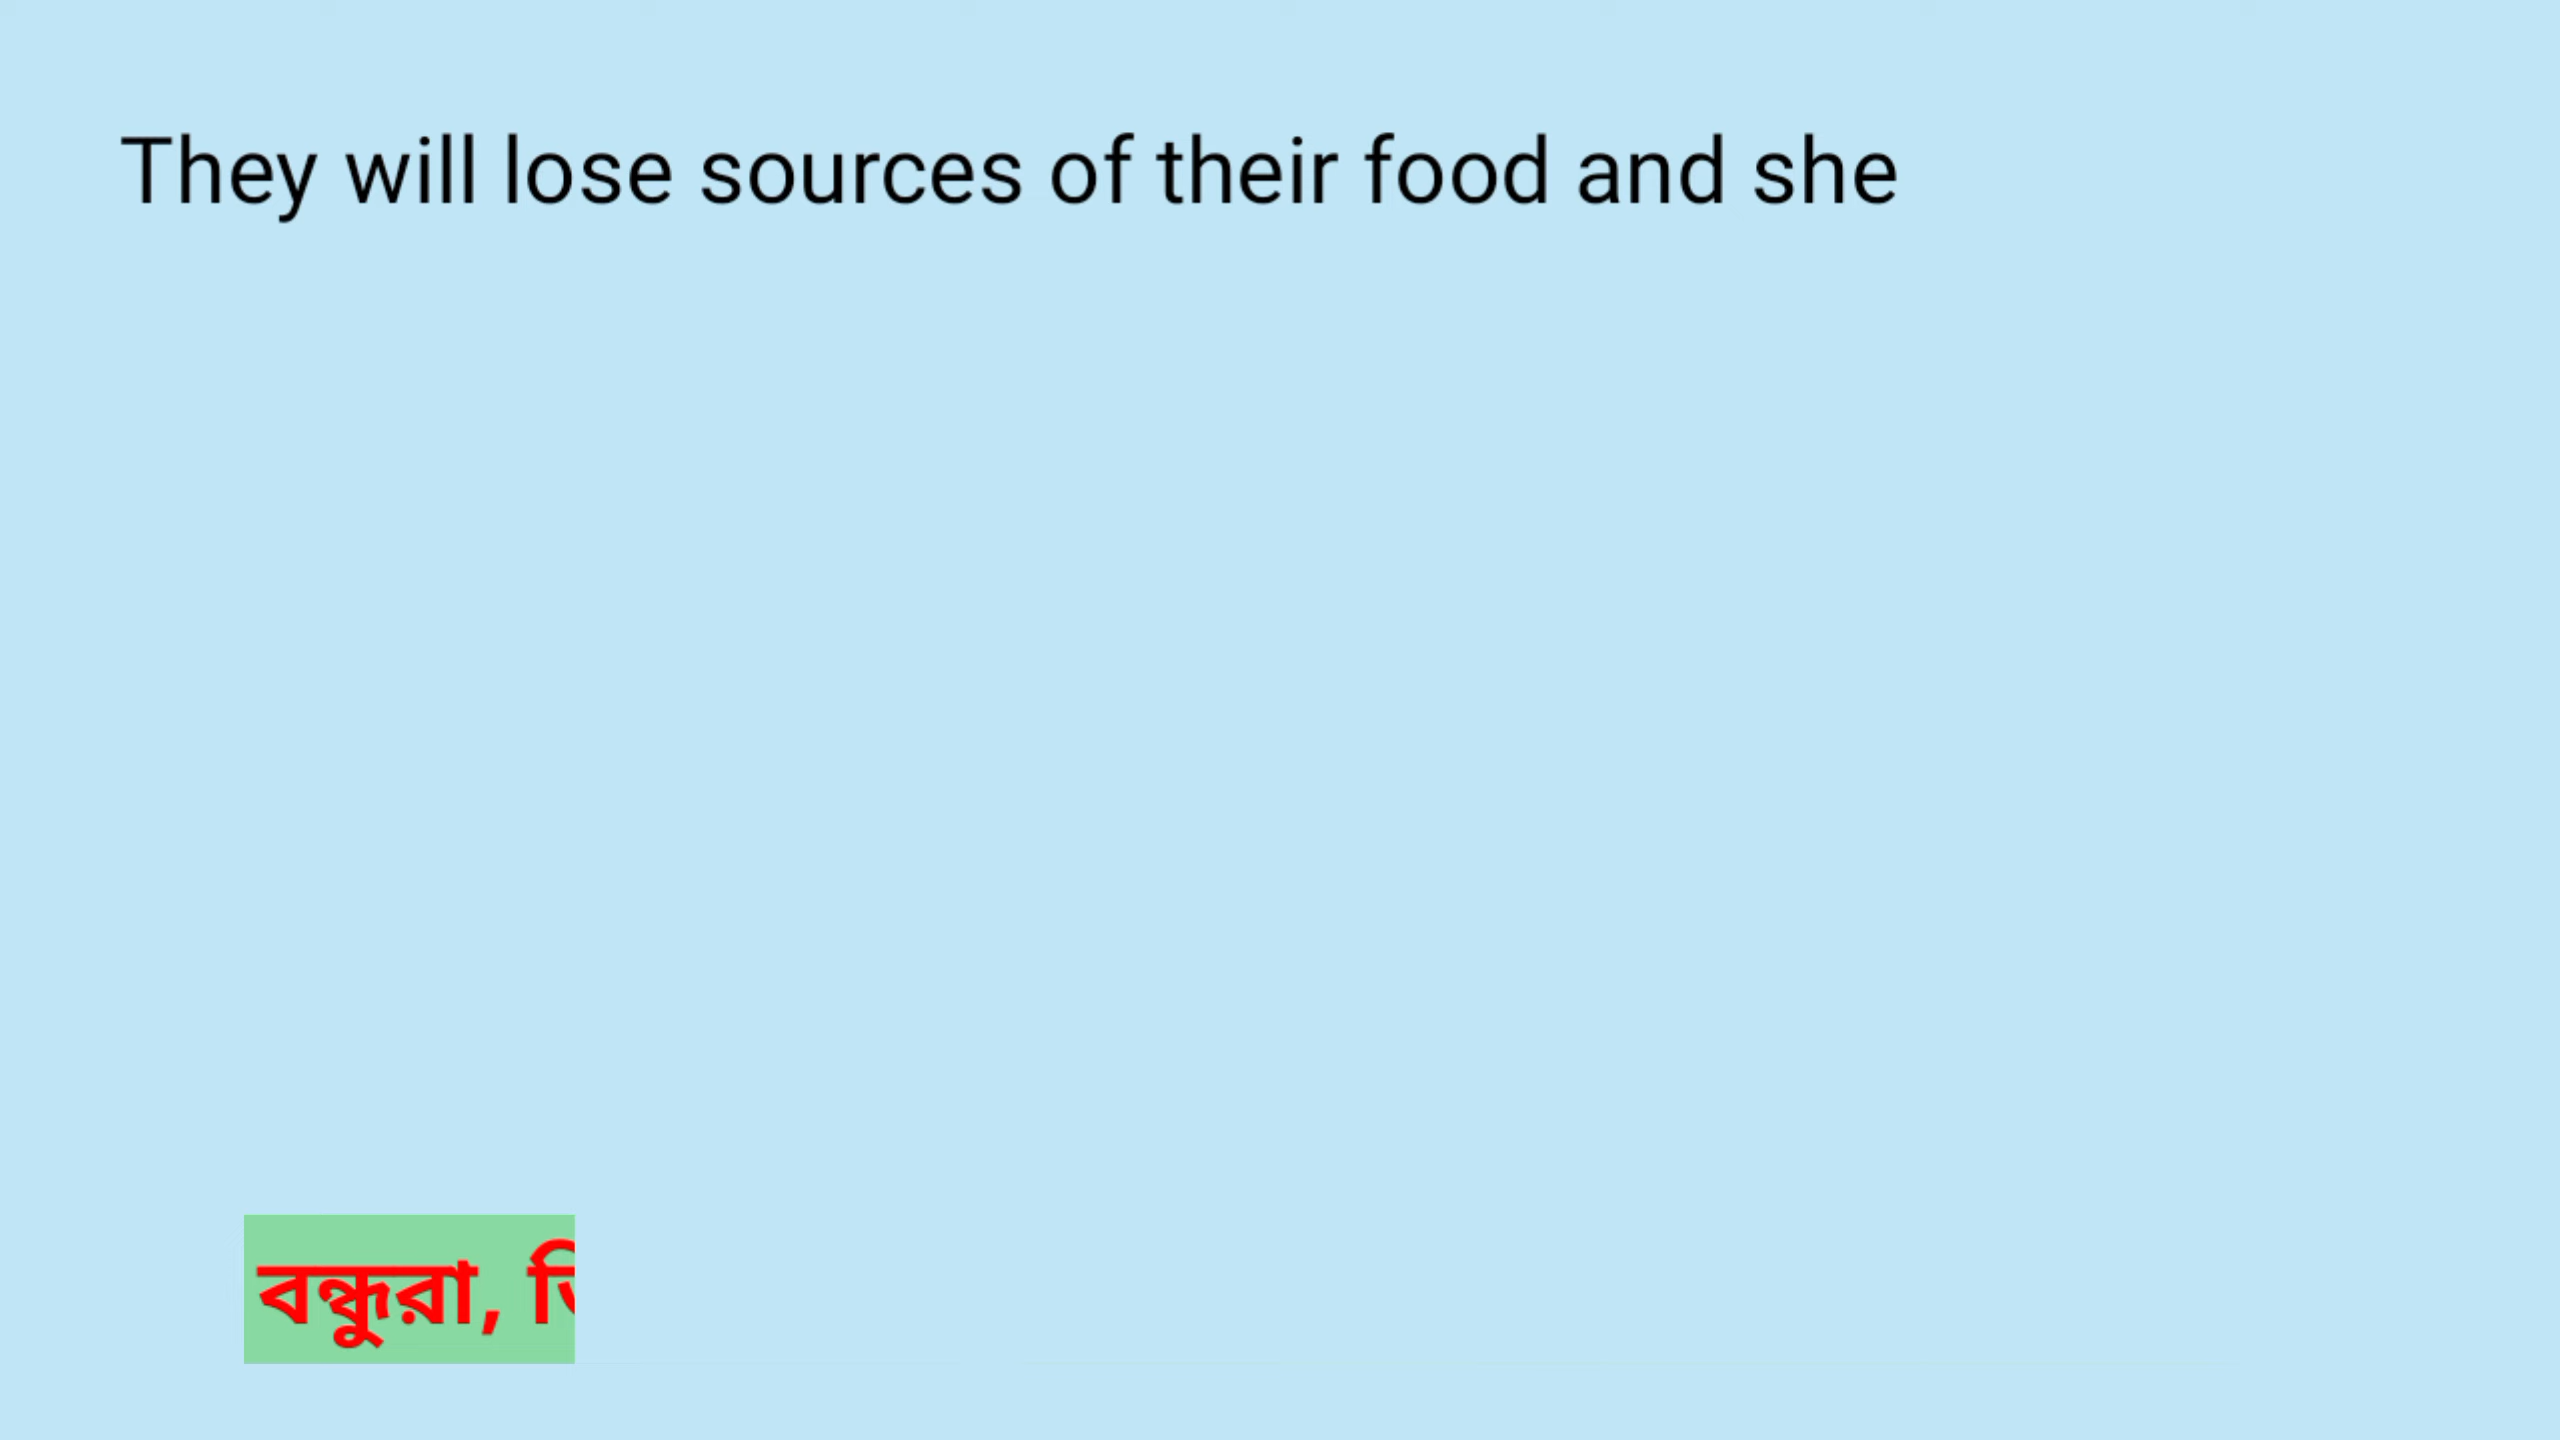 They will lose sources of their food and she
বন্ধুরা,